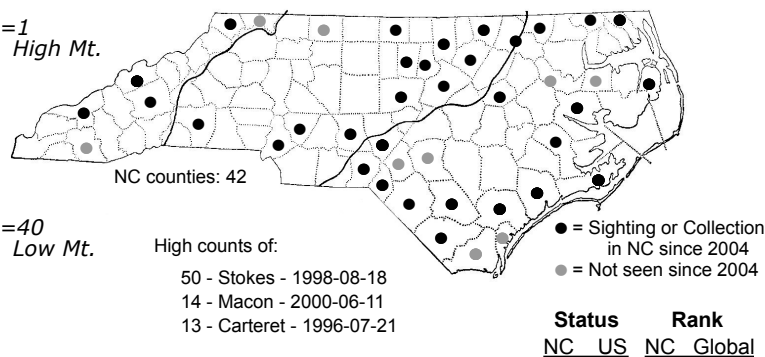 =1
High Mt.
NC counties: 42
=40
Low Mt.
High counts of:
50 - Stokes - 1998-08-18
14 - Macon - 2000-06-11
13 - Carteret - 1996-07-21
= Sighting or Collection
in NC since 2004
= Not seen since 2004
Status Rank
NC US NC Global